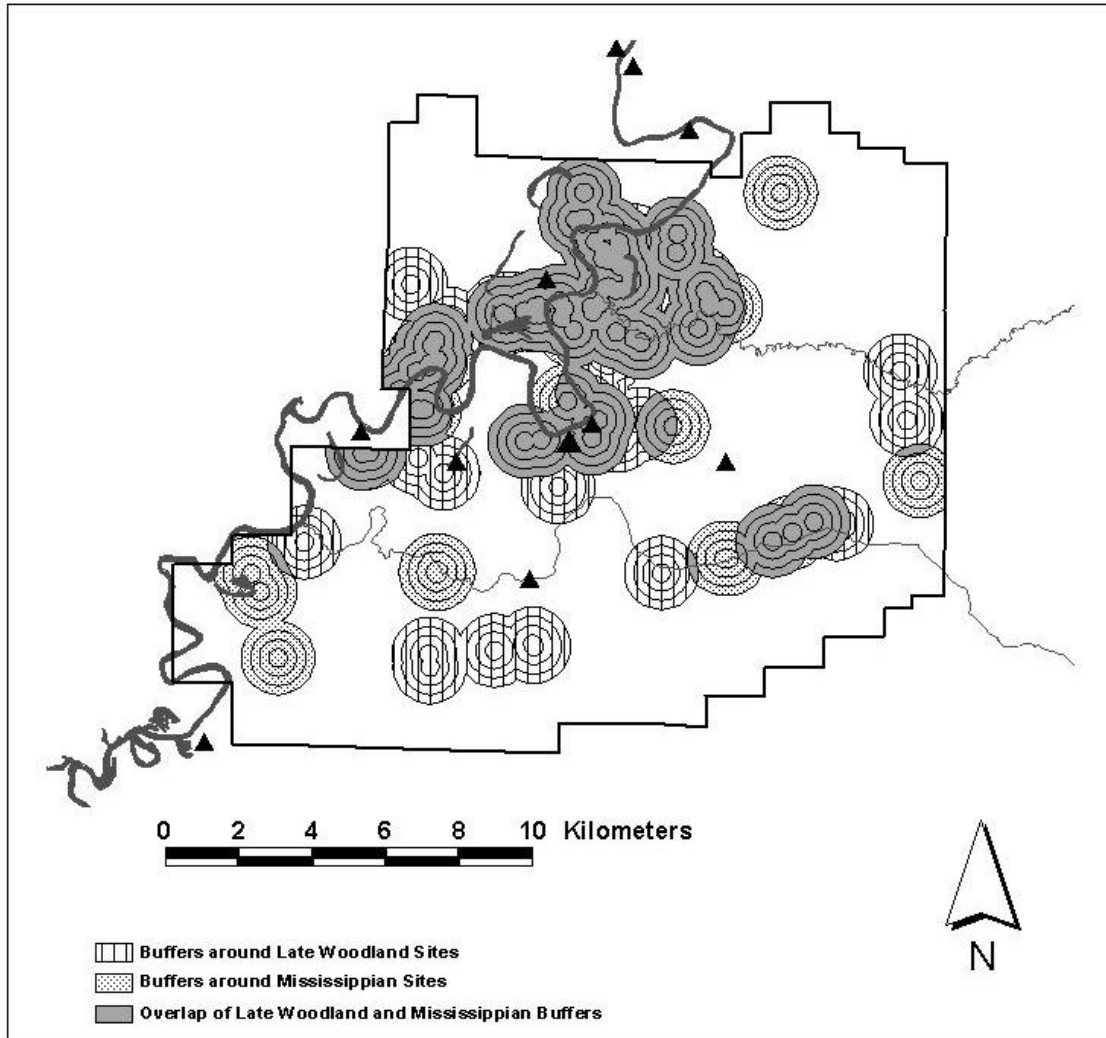 0 2 4 6 8 10 Kilometers
N
Buffers around Late Woodland Sites
Buffers around Mississippian Sites
Overlap of Late Woodland and Mississippian Buffers